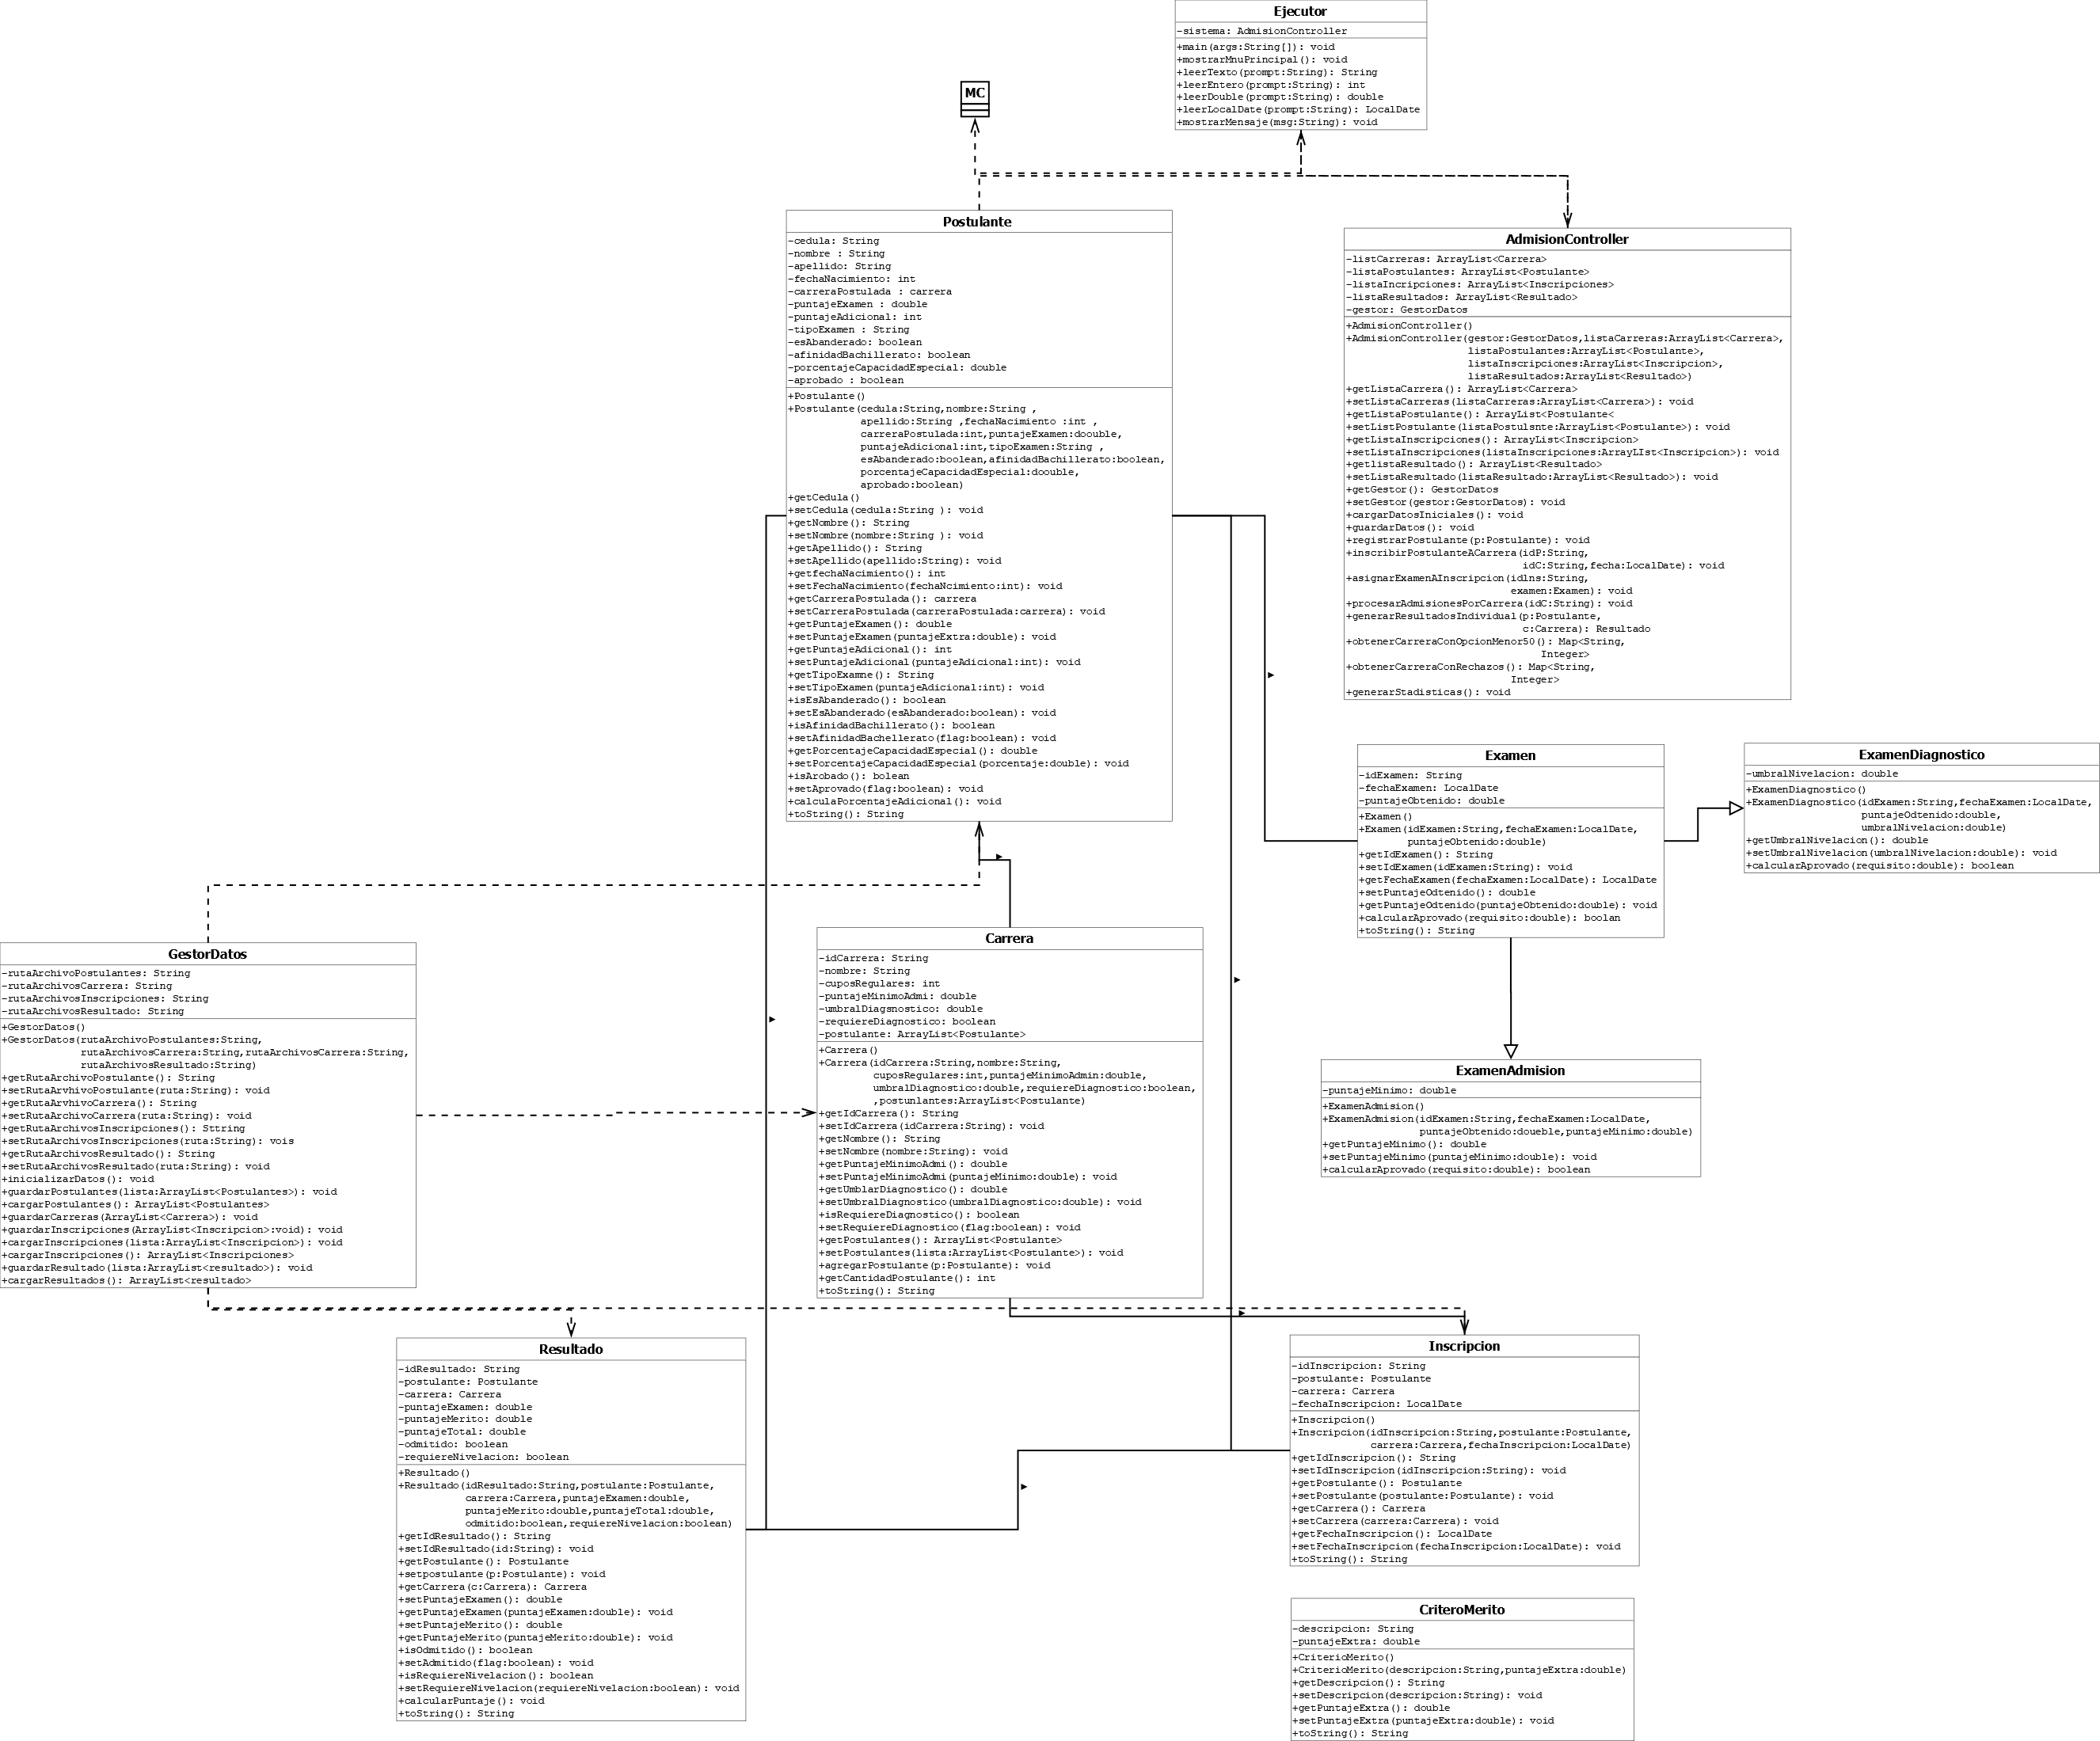 Ejecutor
-sistema: AdmisionController
+main(args:String[]): void
+mostrarMnuPrincipal(): void
+leerTexto(prompt:String): String
+leerEntero(prompt:String): int
+leerDouble(prompt:String): double
+leerLocalDate(prompt:String): LocalDate
+mostrarMensaje(msg:String): void
MC
Postulante
-cedula: String
-nombre : String
-apellido: String
-fechaNacimiento: int
-carreraPostulada : carrera
-puntajeExamen : double
-puntajeAdicional: int
-tipoExamen : String
-esAbanderado: boolean
-afinidadBachillerato: boolean
-porcentajeCapacidadEspecial: double
-aprobado : boolean
+Postulante()
+Postulante(cedula:String,nombre:String ,
apellido:String ,fechaNacimiento :int ,
carreraPostulada:int,puntajeExamen:doouble,
puntajeAdicional:int,tipoExamen:String ,
esAbanderado:boolean,afinidadBachillerato:boolean,
porcentajeCapacidadEspecial:doouble,
aprobado:boolean)
+getCedula()
+setCedula(cedula:String ): void
+getNombre(): String
+setNombre(nombre:String ): void
+getApellido(): String
+setApellido(apellido:String): void
+getfechaNacimiento(): int
+setFechaNacimiento(fechaNcimiento:int): void
+getCarreraPostulada(): carrera
+setCarreraPostulada(carreraPostulada:carrera): void
+getPuntajeExamen(): double
+setPuntajeExamen(puntajeExtra:double): void
+getPuntajeAdicional(): int
+setPuntajeAdicional(puntajeAdicional:int): void
+getTipoExamne(): String
+setTipoExamen(puntajeAdicional:int): void
+isEsAbanderado(): boolean
+setEsAbanderado(esAbanderado:boolean): void
+isAfinidadBachillerato(): boolean
+setAfinidadBachellerato(flag:boolean): void
+getPorcentajeCapacidadEspecial(): double
+setPorcentajeCapacidadEspecial(porcentaje:double): void
+isArobado(): bolean
+setAprovado(flag:boolean): void
+calculaPorcentajeAdicional(): void
+toString(): String
AdmisionController
-listCarreras: ArrayList<Carrera>
-listaPostulantes: ArrayList<Postulante>
-listaIncripciones: ArrayList<Inscripciones>
-listaResultados: ArrayList<Resultado>
-gestor: GestorDatos
+AdmisionController()
+AdmisionController(gestor:GestorDatos,listaCarreras:ArrayList<Carrera>,
listaPostulantes:ArrayList<Postulante>,
listaInscripciones:ArrayList<Inscripcion>,
listaResultados:ArrayList<Resultado>)
+getListaCarrera(): ArrayList<Carrera>
+setListaCarreras(listaCarreras:ArrayList<Carrera>): void
+getListaPostulante(): ArrayList<Postulante<
+setListPostulante(listaPostulsnte:ArrayList<Postulante>): void
+getListaInscripciones(): ArrayList<Inscripcion>
+setListaInscripciones(listaInscripciones:ArrayLIst<Inscripcion>): void
+getlistaResultado(): ArrayList<Resultado>
+setListaResultado(listaResultado:ArrayList<Resultado>): void
+getGestor(): GestorDatos
+setGestor(gestor:GestorDatos): void
+cargarDatosIniciales(): void
+guardarDatos(): void
+registrarPostulante(p:Postulante): void
+inscribirPostulanteACarrera(idP:String,
idC:String,fecha:LocalDate): void
+asignarExamenAInscripcion(idlns:String,
examen:Examen): void
+procesarAdmisionesPorCarrera(idC:String): void
+generarResultadosIndividual(p:Postulante,
c:Carrera): Resultado
+obtenerCarreraConOpcionMenor50(): Map<String,
Integer>
+obtenerCarreraConRechazos(): Map<String,
Integer>
+generarStadisticas(): void
Examen
-idExamen: String
-fechaExamen: LocalDate
-puntajeObtenido: double
+Examen()
+Examen(idExamen:String,fechaExamen:LocalDate,
puntajeObtenido:double)
+getIdExamen(): String
+setIdExamen(idExamen:String): void
+getFechaExamen(fechaExamen:LocalDate): LocalDate
+setPuntajeOdtenido(): double
+getPuntajeOdtenido(puntajeObtenido:double): void
+calcularAprovado(requisito:double): boolan
+toString(): String
ExamenDiagnostico
-umbralNivelacion: double
+ExamenDiagnostico()
+ExamenDiagnostico(idExamen:String,fechaExamen:LocalDate,
puntajeOdtenido:double,
umbralNivelacion:double)
+getUmbralNivelacion(): double
+setUmbralNivelacion(umbralNivelacion:double): void
+calcularAprovado(requisito:double): boolean
GestorDatos
-rutaArchivoPostulantes: String
-rutaArchivosCarrera: String
-rutaArchivosInscripciones: String
-rutaArchivosResultado: String
+GestorDatos()
+GestorDatos(rutaArchivoPostulantes:String,
rutaArchivosCarrera:String,rutaArchivosCarrera:String,
rutaArchivosResultado:String)
+getRutaArchivoPostulante(): String
+setRutaArvhivoPostulante(ruta:String): void
+getRutaArvhivoCarrera(): String
+setRutaArchivoCarrera(ruta:String): void
+getRutaArchivosInscripciones(): Sttring
+setRutaArchivosInscripciones(ruta:String): vois
+getRutaArchivosResultado(): String
+setRutaArchivosResultado(ruta:String): void
+inicializarDatos(): void
+guardarPostulantes(lista:ArrayList<Postulantes>): void
+cargarPostulantes(): ArrayList<Postulantes>
+guardarCarreras(ArrayList<Carrera>): void
+guardarInscripciones(ArrayList<Inscripcion>:void): void
+cargarInscripciones(lista:ArrayList<Inscripcion>): void
+cargarInscripciones(): ArrayList<Inscripciones>
+guardarResultado(lista:ArrayList<resultado>): void
+cargarResultados(): ArrayList<resultado>
Carrera
-idCarrera: String
-nombre: String
-cuposRegulares: int
-puntajeMinimoAdmi: double
-umbralDiagsnostico: double
-requiereDiagnostico: boolean
-postulante: ArrayList<Postulante>
+Carrera()
+Carrera(idCarrera:String,nombre:String,
cuposRegulares:int,puntajeMinimoAdmin:double,
umbralDiagnostico:double,requiereDiagnostico:boolean,
,postunlantes:ArrayList<Postulante)
+getIdCarrera(): String
+setIdCarrera(idCarrera:String): void
+getNombre(): String
+setNombre(nombre:String): void
+getPuntajeMinimoAdmi(): double
+setPuntajeMinimoAdmi(puntajeMinimo:double): void
+getUmblarDiagnostico(): double
+setUmbralDiagnostico(umbralDiagnostico:double): void
+isRequiereDiagnostico(): boolean
+setRequiereDiagnostico(flag:boolean): void
+getPostulantes(): ArrayList<Postulante>
+setPostulantes(lista:ArrayList<Postulante>): void
+agregarPostulante(p:Postulante): void
+getCantidadPostulante(): int
+toString(): String
ExamenAdmision
-puntajeMinimo: double
+ExamenAdmision()
+ExamenAdmision(idExamen:String,fechaExamen:LocalDate,
puntajeObtenido:doueble,puntajeMinimo:double)
+getPuntajeMinimo(): double
+setPuntajeMinimo(puntajeMinimo:double): void
+calcularAprovado(requisito:double): boolean
Resultado
-idResultado: String
-postulante: Postulante
-carrera: Carrera
-puntajeExamen: double
-puntajeMerito: double
-puntajeTotal: double
-odmitido: boolean
-requiereNivelacion: boolean
+Resultado()
+Resultado(idResultado:String,postulante:Postulante,
carrera:Carrera,puntajeExamen:double,
puntajeMerito:double,puntajeTotal:double,
odmitido:boolean,requiereNivelacion:boolean)
+getIdResultado(): String
+setIdResultado(id:String): void
+getPostulante(): Postulante
+setpostulante(p:Postulante): void
+getCarrera(c:Carrera): Carrera
+setPuntajeExamen(): double
+getPuntajeExamen(puntajeExamen:double): void
+setPuntajeMerito(): double
+getPuntajeMerito(puntajeMerito:double): void
+isOdmitido(): boolean
+setAdmitido(flag:boolean): void
+isRequiereNivelacion(): boolean
+setRequiereNivelacion(requiereNivelacion:boolean): void
+calcularPuntaje(): void
+toString(): String
Inscripcion
-idInscripcion: String
-postulante: Postulante
-carrera: Carrera
-fechaInscripcion: LocalDate
+Inscripcion()
+Inscripcion(idInscripcion:String,postulante:Postulante,
carrera:Carrera,fechaInscripcion:LocalDate)
+getIdInscripcion(): String
+setIdInscripcion(idInscripcion:String): void
+getPostulante(): Postulante
+setPostulante(postulante:Postulante): void
+getCarrera(): Carrera
+setCarrera(carrera:Carrera): void
+getFechaInscripcion(): LocalDate
+setFechaInscripcion(fechaInscripcion:LocalDate): void
+toString(): String
CriteroMerito
-descripcion: String
-puntajeExtra: double
+CriterioMerito()
+CriterioMerito(descripcion:String,puntajeExtra:double)
+getDescripcion(): String
+setDescripcion(descripcion:String): void
+getPuntajeExtra(): double
+setPuntajeExtra(puntajeExtra:double): void
+toString(): String